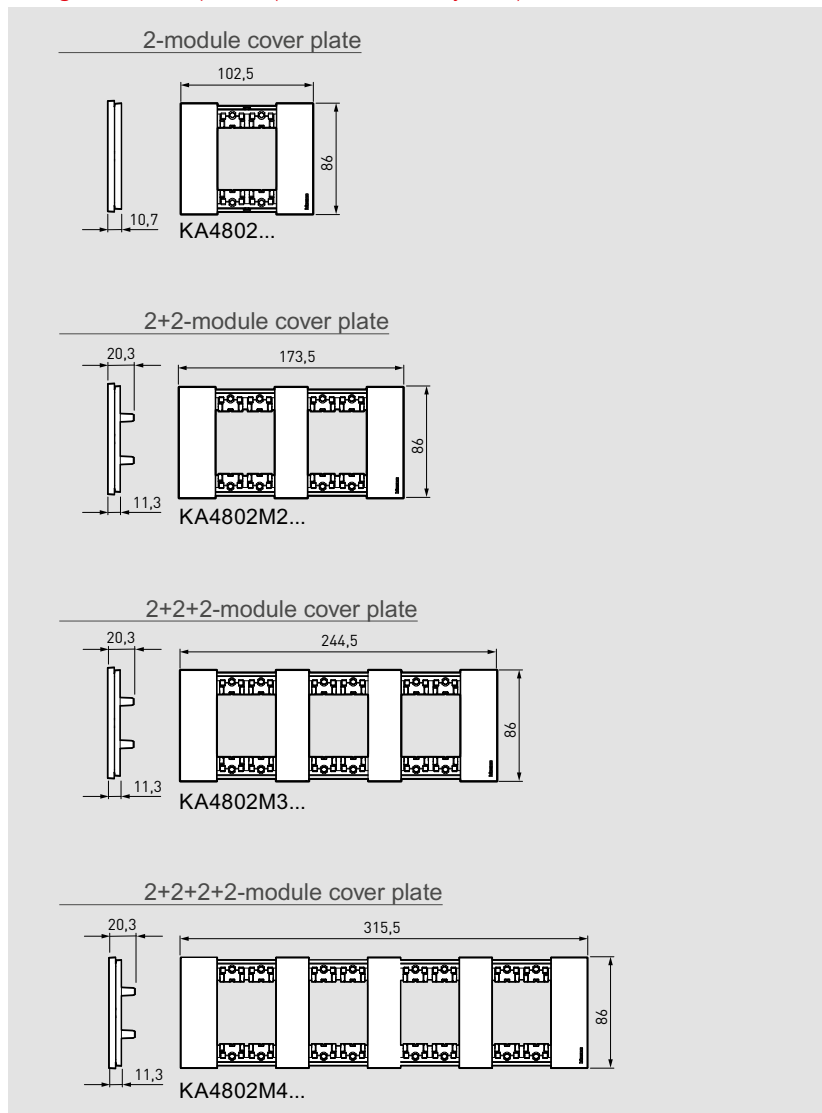 2-module cover plate
102,5
86
10,7
KA4802...
2+2-module cover plate
20,3
173,5
86
11,3
KA4802M2...
2+2+2-module cover plate
20,3
244,5
86
11,3
KA4802M3...
2+2+2+2-module cover plate
20,3
315,5
86
11,3
KA4802M4...